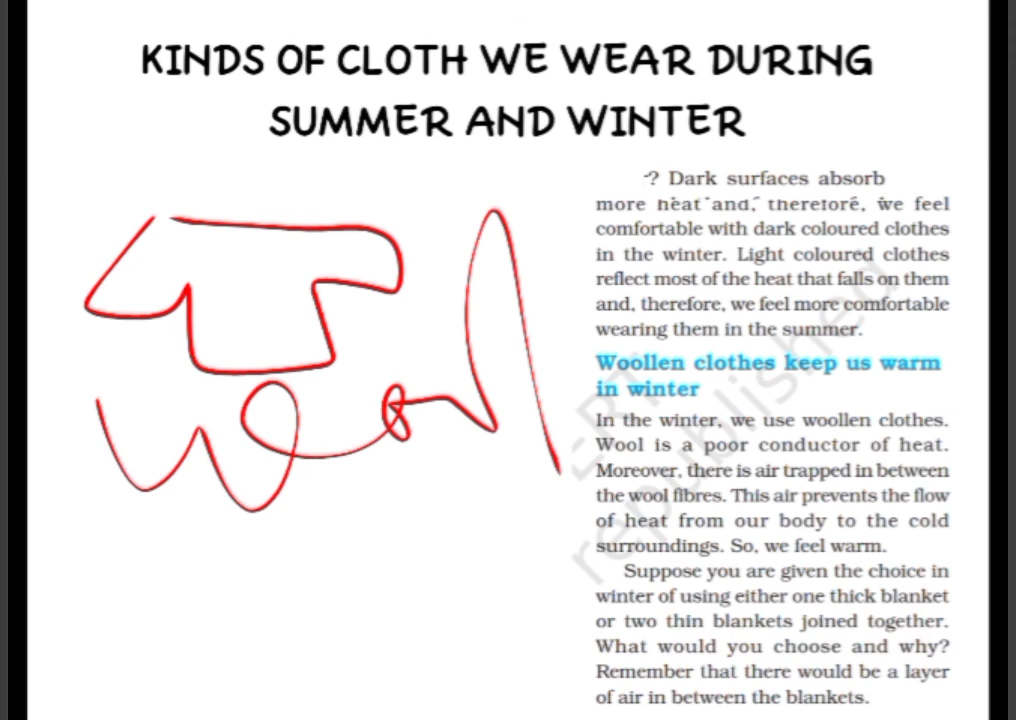 KINDS OF CLOTH WE WEAR DURING
SUMMER AND WINTER
? Dark surfaces absorb
more heat and, therefore, we feel
comfortable with dark coloured clothes
in the winter. Light coloured clothes
reflect most of the heat that falls on them
and, therefore, we feel more comfortable
wearing them in the summer.
Woollen clothes keep us warm
in winter
In the winter, we use woollen clothes.
Wool is a poor conductor of heat.
Moreover, there is air trapped in between
the wool fibres. This air prevents the flow
of heat from our body to the cold
surroundings. So, we feel warm.
Suppose you are given the choice in
winter of using either one thick blanket
or two thin blankets joined together.
What would you choose and why?
Remember that there would be a layer
of air in between the blankets.
Wool
republished